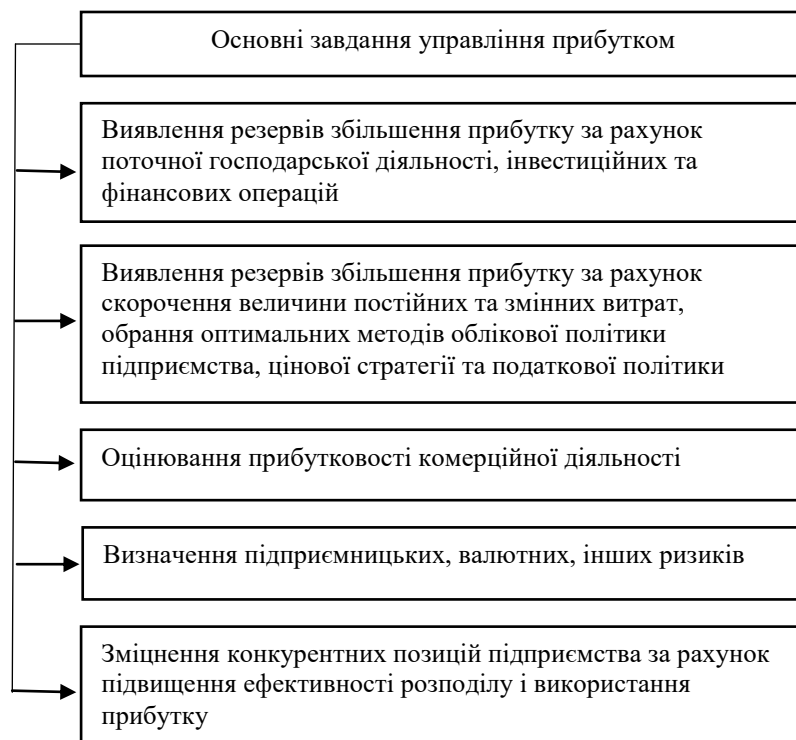 Основні завдання управління прибутком
Виявлення резервів збільшення прибутку за рахунок
поточної господарської діяльності, інвестиційних та
фінансових операцій
Виявлення резервів збільшення прибутку за рахунок
скорочення величини постійних та змінних витрат,
обрання оптимальних методів облікової політики
підприємства, цінової стратегії та податкової політики
Оцінювання прибутковості комерційної діяльності
Визначення підприємницьких, валютних, інших ризиків
Зміцнення конкурентних позицій підприємства за рахунок
підвищення ефективності розподілу і використання
прибутку